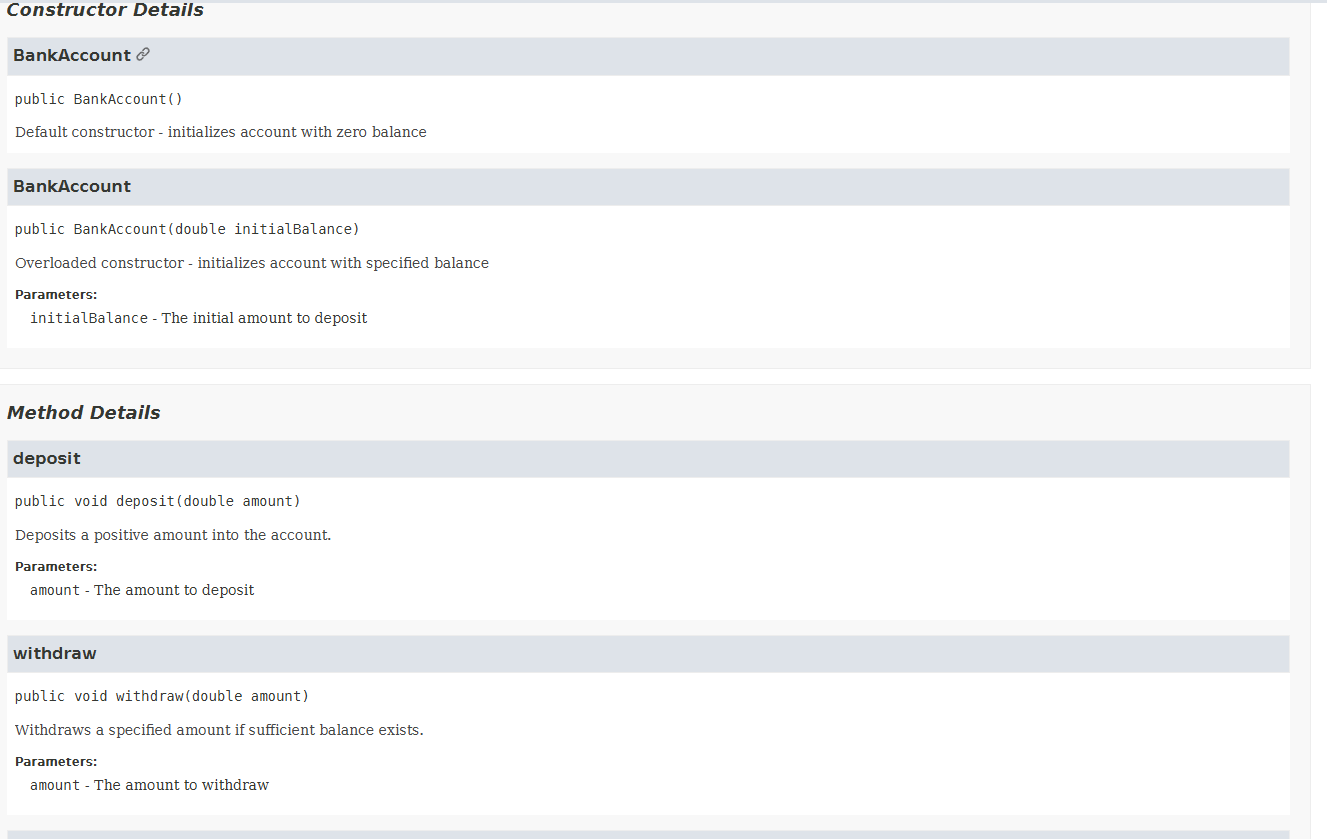 Constructor Details
BankAccount
public BankAccount()
Default constructor - initializes account with zero balance
BankAccount
public BankAccount(double initialBalance)
Overloaded constructor - initializes account with specified balance
Parameters:
initialBalance - The initial amount to deposit
Method Details
deposit
public void deposit(double amount)
Deposits a positive amount into the account.
Parameters:
amount - The amount to deposit
withdraw
public void withdraw(double amount)
Withdraws a specified amount if sufficient balance exists.
Parameters:
amount - The amount to withdraw